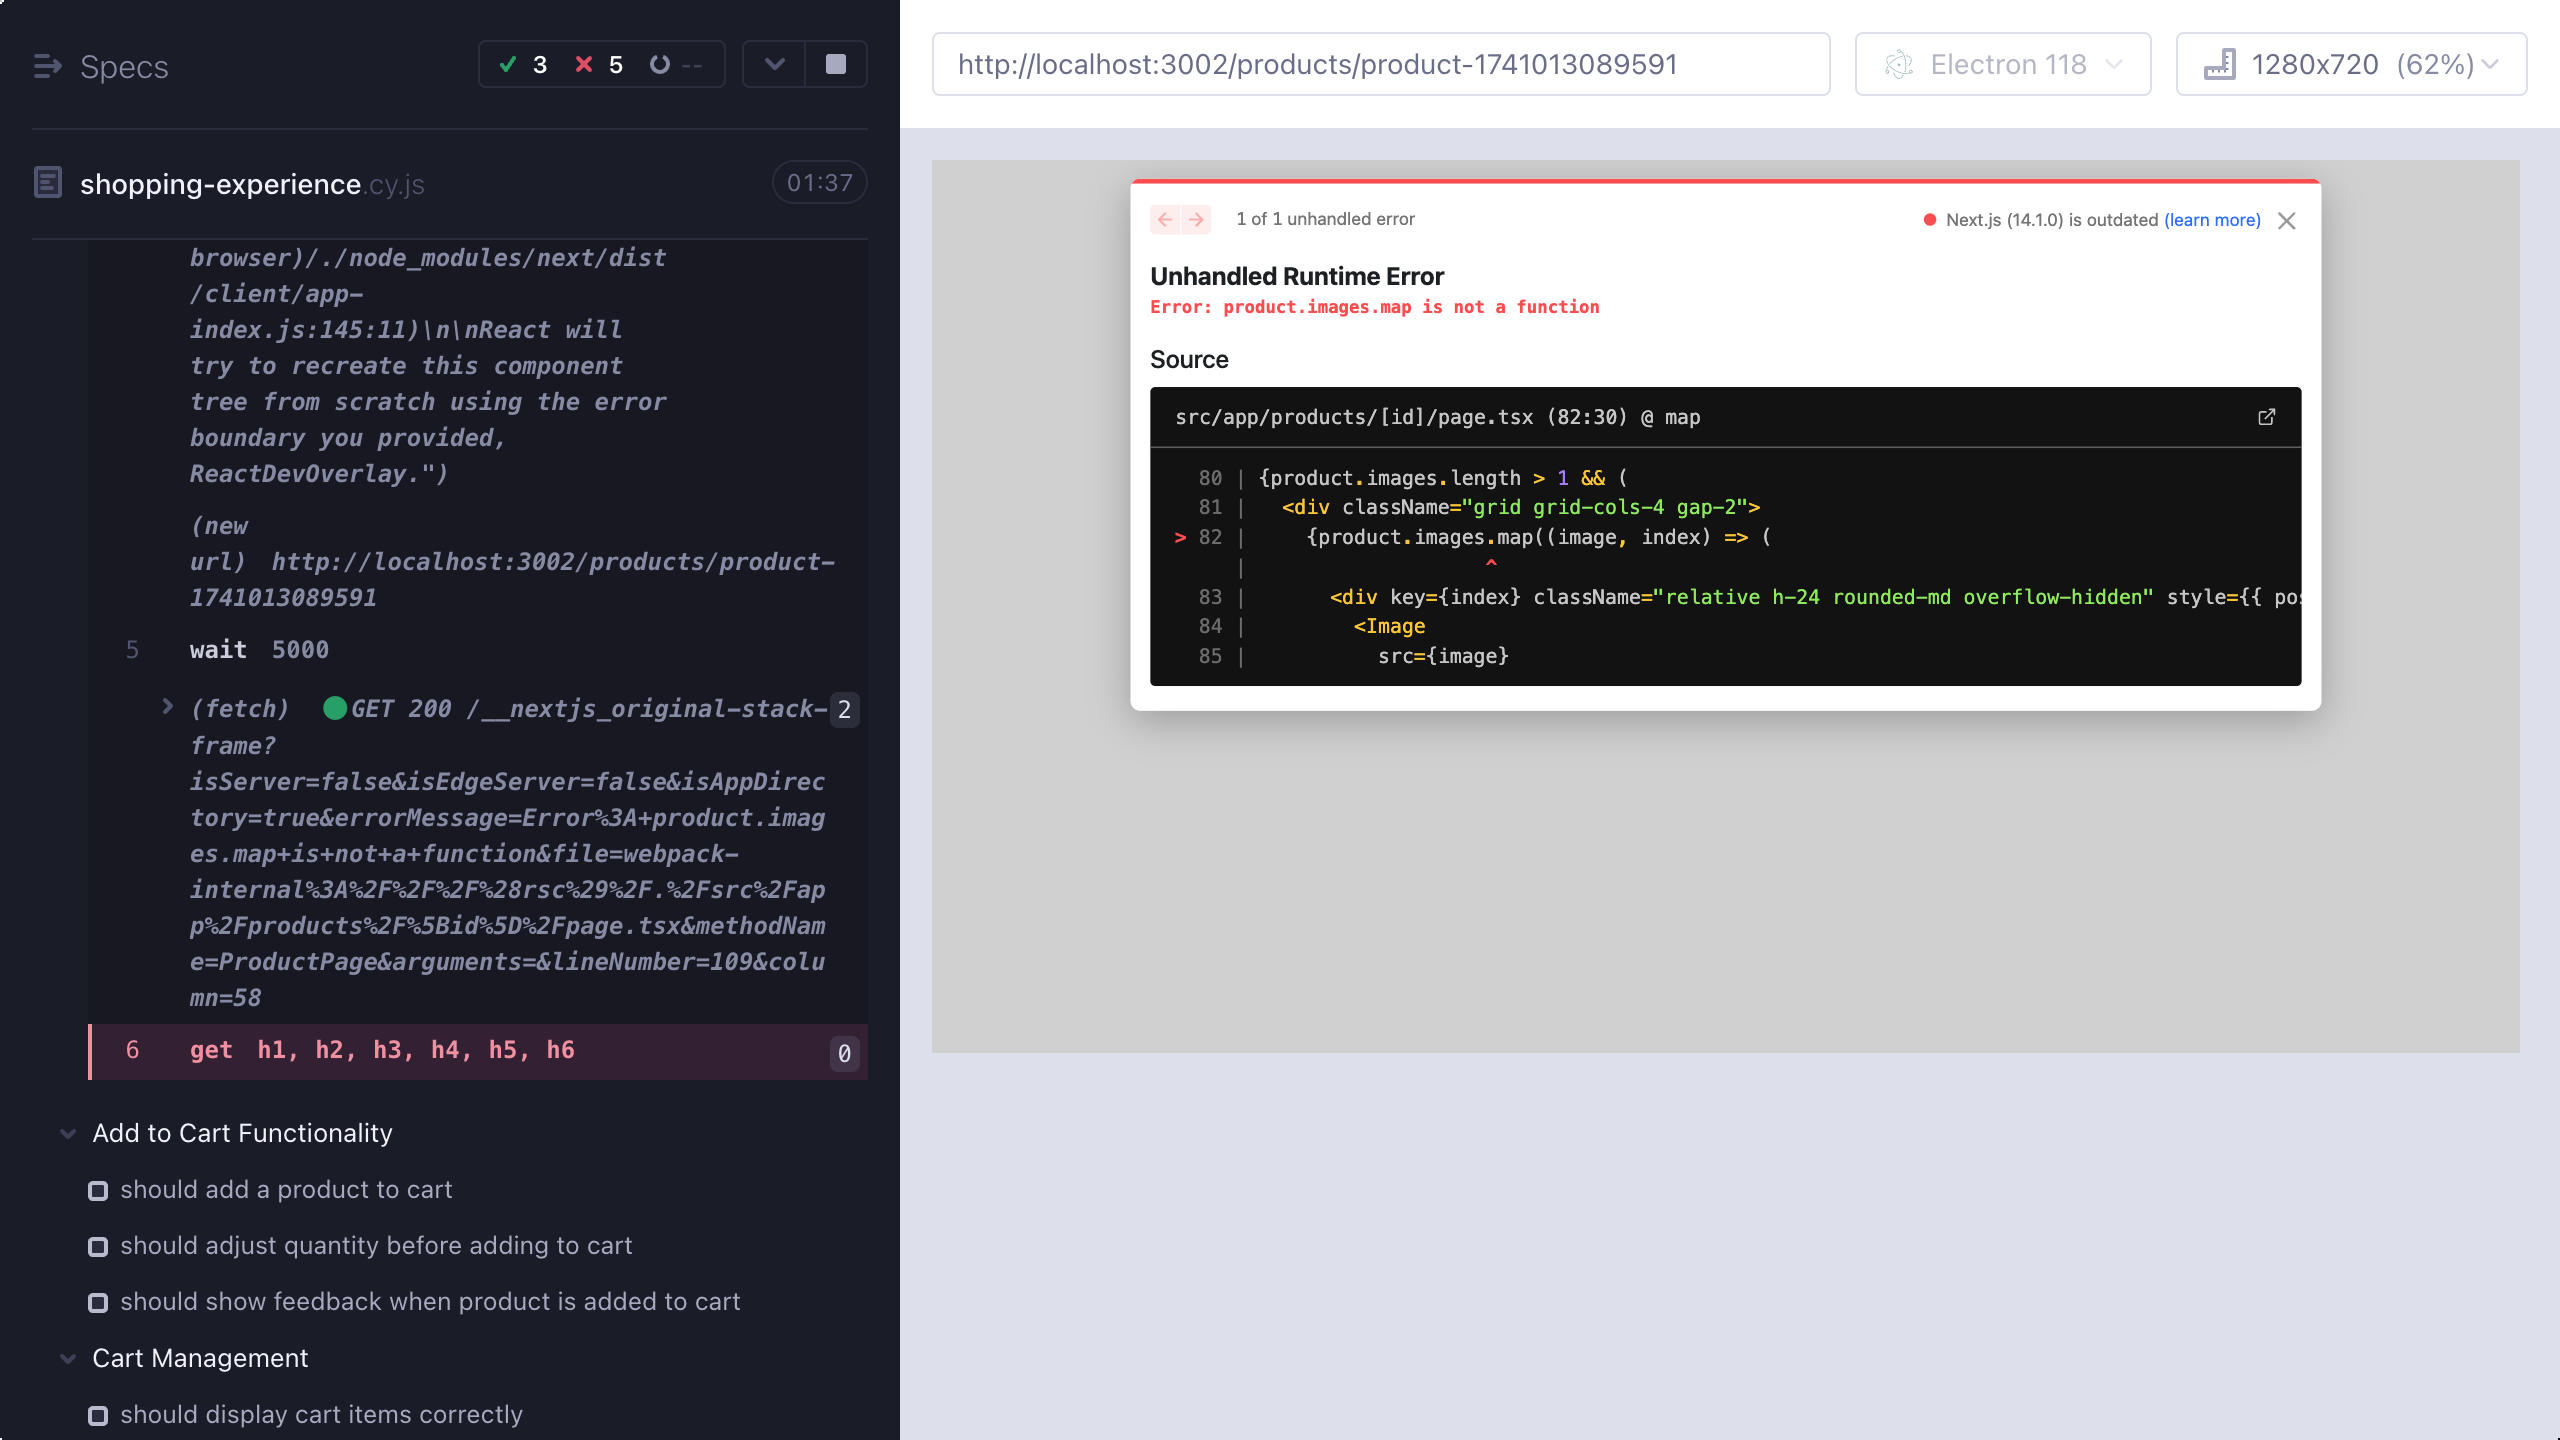 Specs
3 5 --
shopping-experience.cy.js
01:37
browser)/./node_modules/next/dist
/client/app-
index.js:145:11)\n\nReact will
try to recreate this component
tree from scratch using the error
boundary you provided,
ReactDevOverlay.")
(new
url) http://localhost:3002/products/product-
1741013089591
5 wait 5000
(fetch) GET 200 /__nextjs_original-stack- 2
frame?
isServer=false&isEdgeServer=false&isAppDirec
tory=true&errorMessage=Error%3A+product.imag
es.map+is+not+a+function&file=webpack-
internal%3A%2F%2F%2F%28rsc%29%2F.%2Fsrc%2Fap
p%2Fproducts%2F%5Bid%5D%2Fpage.tsx&methodNam
e=ProductPage&arguments=&lineNumber=109&colu
mn=58
6 get h1, h2, h3, h4, h5, h6 0
Add to Cart Functionality
should add a product to cart
should adjust quantity before adding to cart
should show feedback when product is added to cart
Cart Management
should display cart items correctly
http://localhost:3002/products/product-1741013089591
Electron 118
1280x720 (62%)
1 of 1 unhandled error
Next.js (14.1.0) is outdated (learn more)
Unhandled Runtime Error
Error: product.images.map is not a function
Source
src/app/products/[id]/page.tsx (82:30) @ map
80 | {product.images.length > 1 && (
81 | <div className="grid grid-cols-4 gap-2">
> 82 | {product.images.map((image, index) => (
| ^
83 | <div key={index} className="relative h-24 rounded-md overflow-hidden" style={{ pos
84 | <Image
85 | src={image}